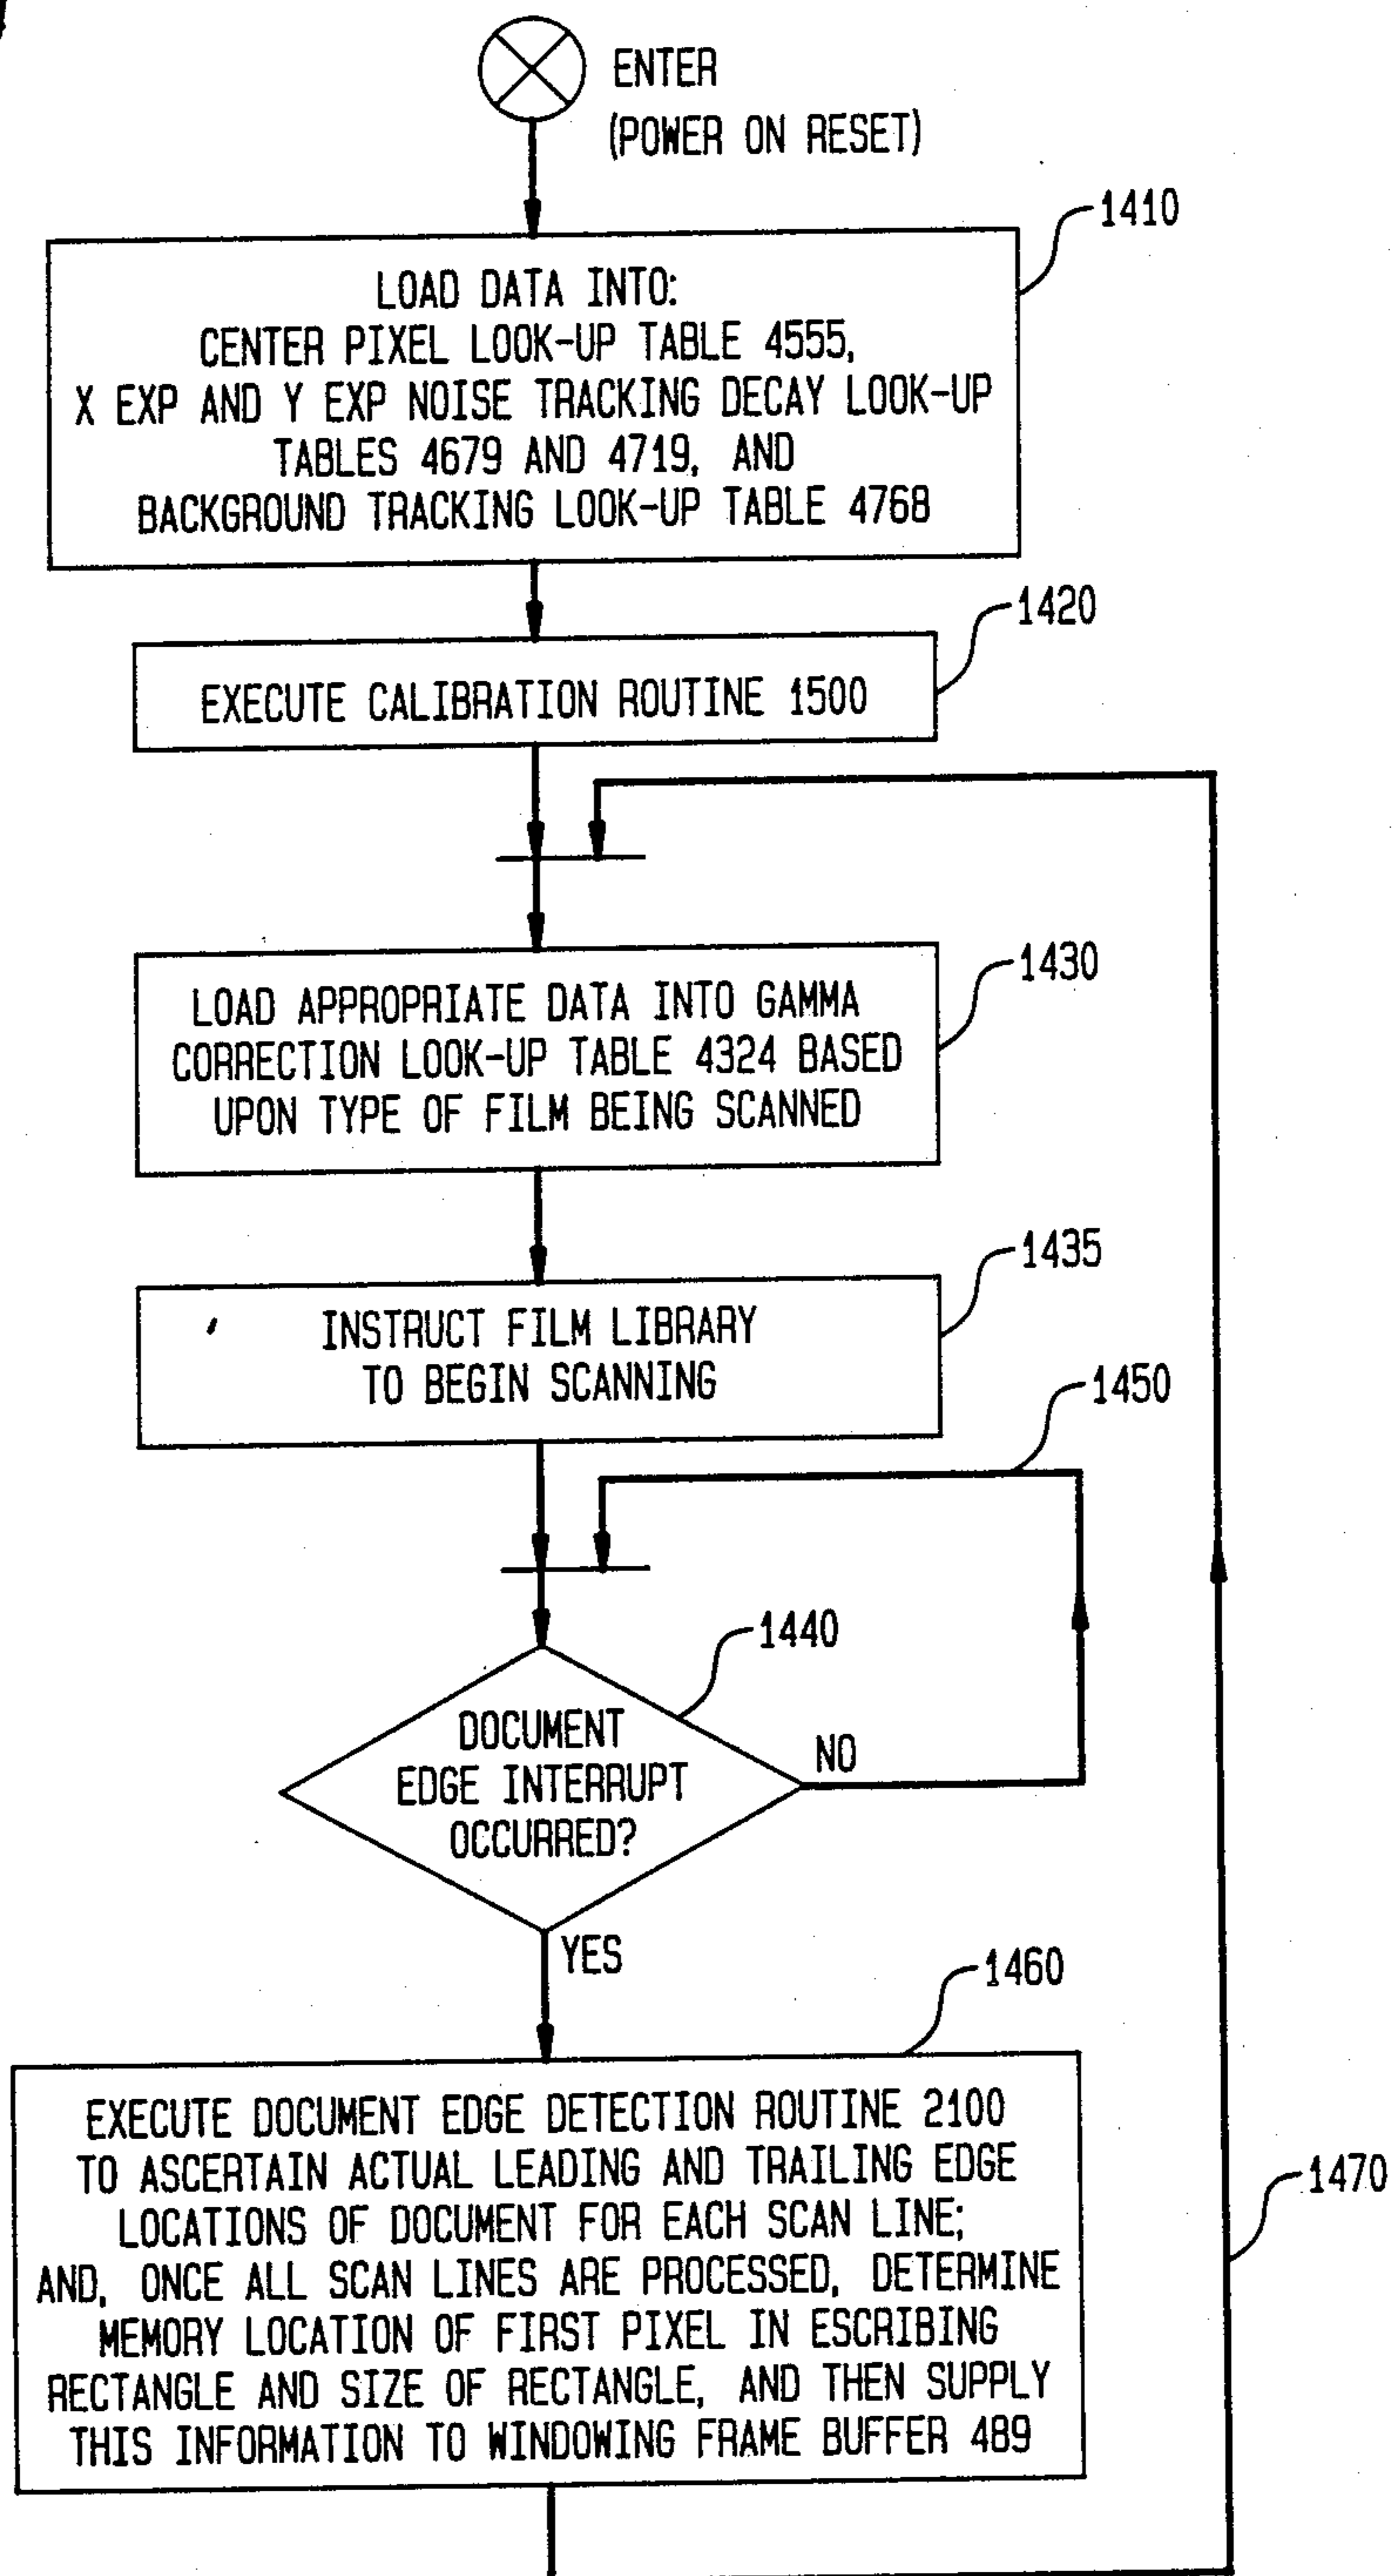 ENTER
(POWER ON RESET)
1410
LOAD DATA INTO:
CENTER PIXEL LOOK-UP TABLE 4555,
X EXP AND Y EXP NOISE TRACKING DECAY LOOK-UP
TABLES 4679 AND 4719, AND
BACKGROUND TRACKING LOOK-UP TABLE 4768
1420
EXECUTE CALIBRATION ROUTINE 1500
1430
LOAD APPROPRIATE DATA INTO GAMMA
CORRECTION LOOK-UP TABLE 4324 BASED
UPON TYPE OF FILM BEING SCANNED
1435
INSTRUCT FILM LIBRARY
TO BEGIN SCANNING
1450
1440
DOCUMENT
EDGE INTERRUPT
OCCURRED?
NO
YES
1460
EXECUTE DOCUMENT EDGE DETECTION ROUTINE 2100
TO ASCERTAIN ACTUAL LEADING AND TRAILING EDGE
LOCATIONS OF DOCUMENT FOR EACH SCAN LINE;
AND, ONCE ALL SCAN LINES ARE PROCESSED, DETERMINE
MEMORY LOCATION OF FIRST PIXEL IN ESCRIBING
RECTANGLE AND SIZE OF RECTANGLE, AND THEN SUPPLY
THIS INFORMATION TO WINDOWING FRAME BUFFER 489
1470